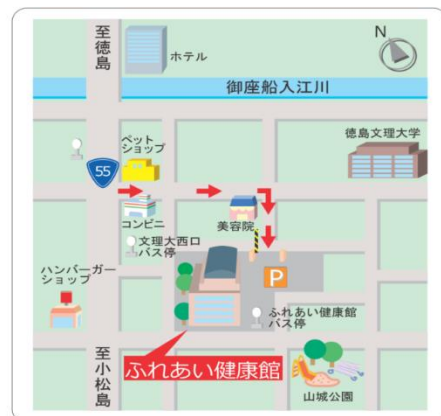 至徳島
ホテル
N
御座船入江川
徳島文理大学
ペット
ショップ
55
コンビニ
美容院
文理大西口
バス停
ハンバーガー
ショップ
P
ふれあい健康館
バス停
ふれあい健康館
至小松島
山城公園